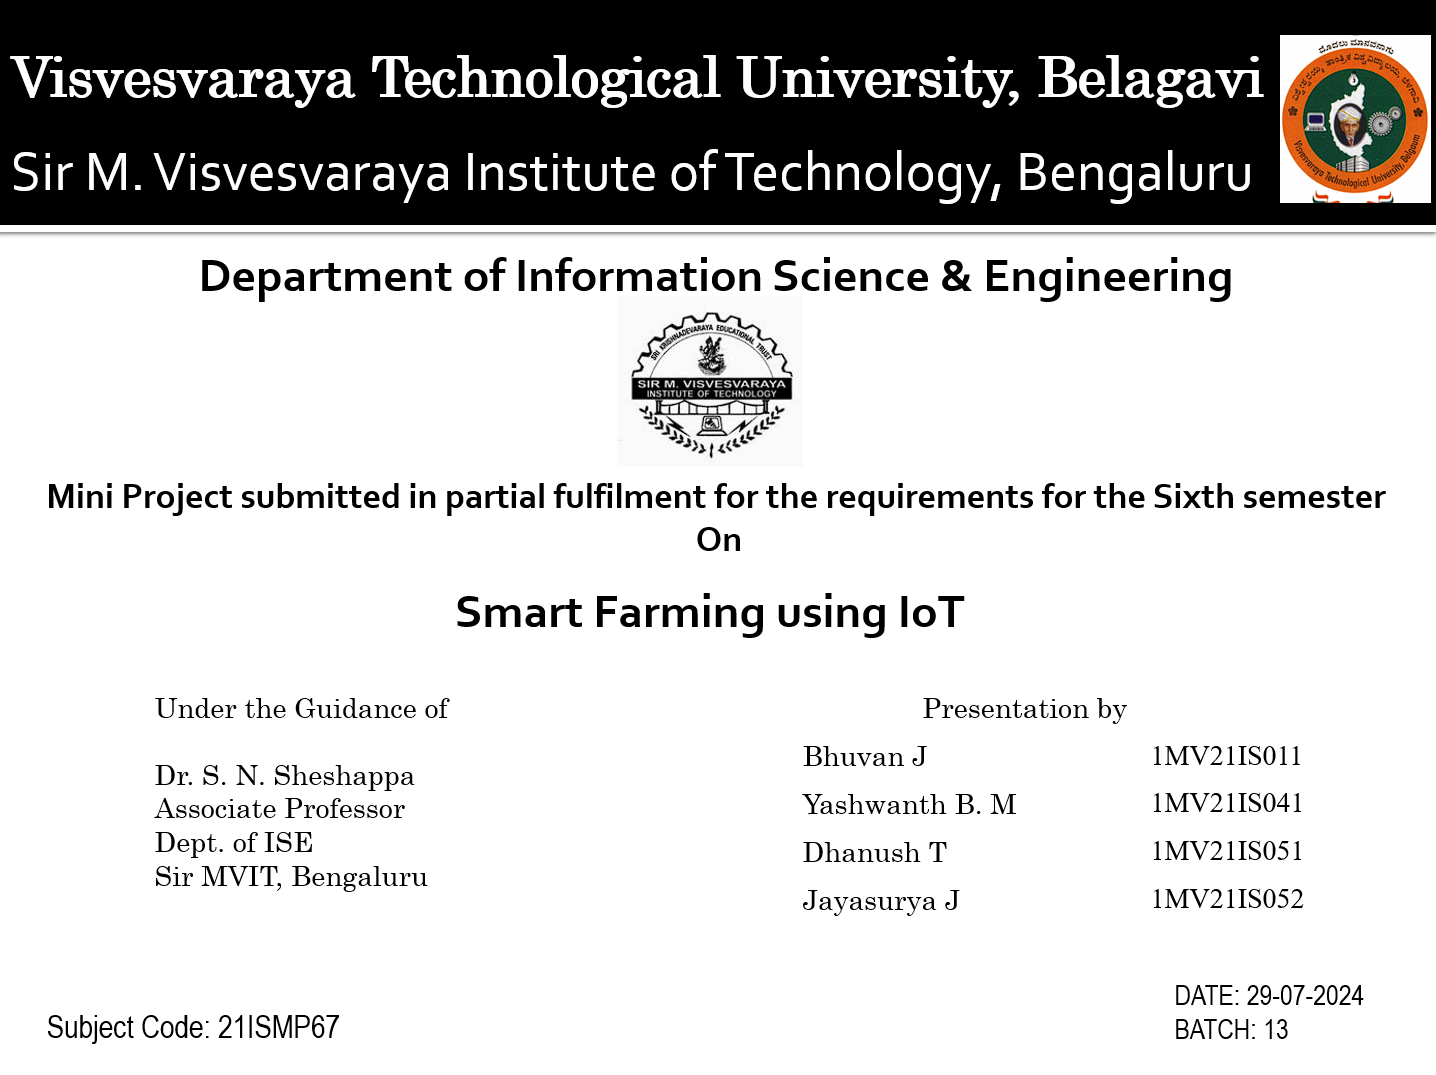 Visvesvaraya Technological University, Belagavi
Sir M. Visvesvaraya Institute of Technology, Bengaluru
ವಿಶ್ವೇಶ್ವರಯ್ಯ ತಾಂತ್ರಿಕ ವಿಶ್ವವಿದ್ಯಾಲಯ, ಬೆಳಗಾವಿ
Visvesvaraya Technological University, Belgaum
Department of Information Science & Engineering
SRI KRISHNADEVARAYA EDUCATIONAL TRUST
SIR M. VISVESVARAYA
INSTITUTE OF TECHNOLOGY
Mini Project submitted in partial fulfilment for the requirements for the Sixth semester
On
Smart Farming using IoT
Under the Guidance of
Dr. S. N. Sheshappa
Associate Professor
Dept. of ISE
Sir MVIT, Bengaluru
Presentation by
Bhuvan J 1MV21IS011
Yashwanth B. M 1MV21IS041
Dhanush T 1MV21IS051
Jayasurya J 1MV21IS052
Subject Code: 21ISMP67
DATE: 29-07-2024
BATCH: 13